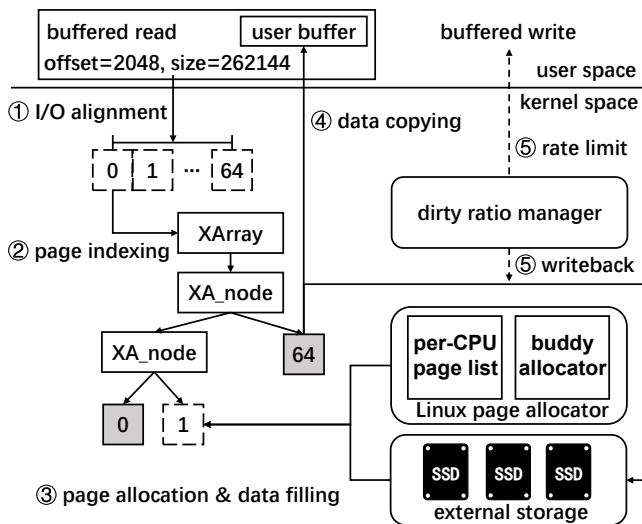 buffered read
user buffer
offset=2048, size=262144
buffered write
user space
kernel space
① I/O alignment
④ data copying
⑤ rate limit
0 1 ··· 64
dirty ratio manager
XArray
② page indexing
⑤ writeback
XA_node
XA_node
64
per-CPU
page list
buddy
allocator
Linux page allocator
0 1
SSD SSD SSD
③ page allocation & data filling
external storage